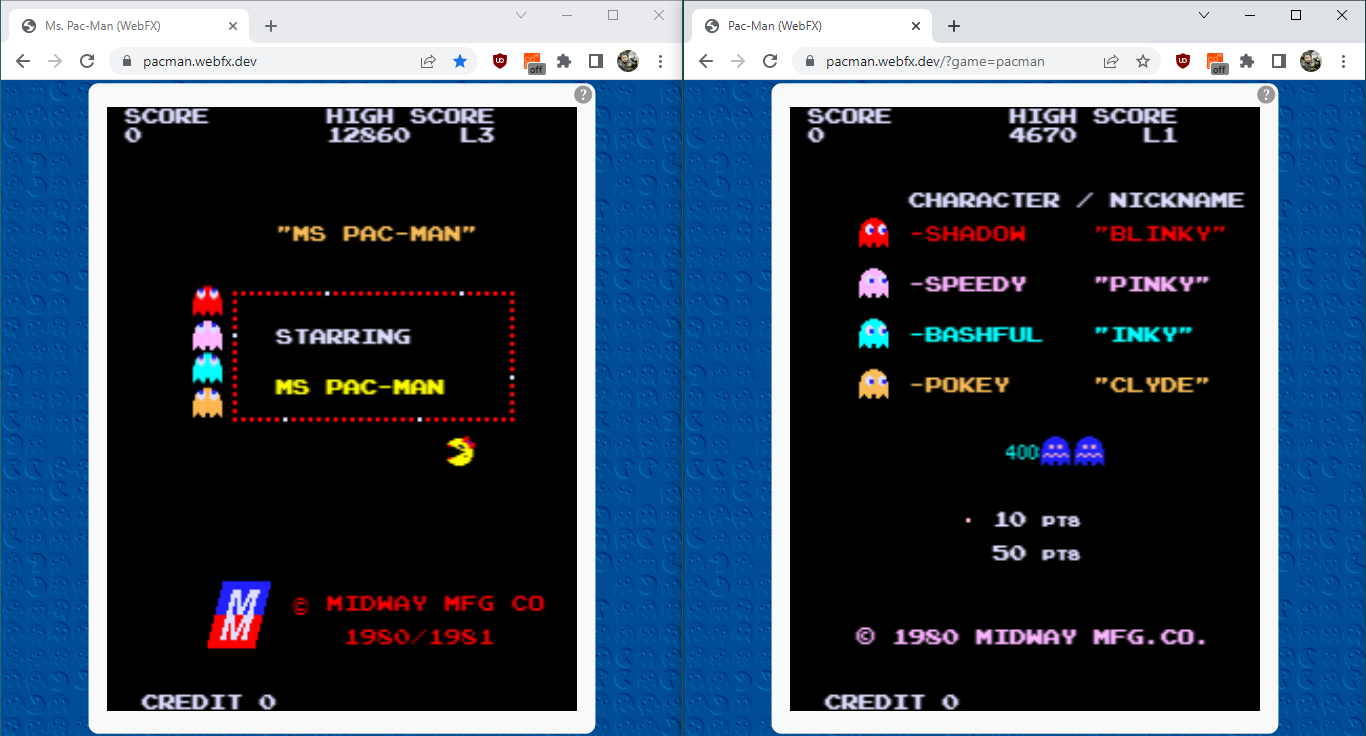 Ms. Pac-Man (WebFX)
pacman.webfx.dev
off
?
SCORE HIGH SCORE
0 12860 L3
"MS PAC-MAN"
STARRING
MS PAC-MAN
MM © MIDWAY MFG CO
1980/1981
CREDIT 0
Pac-Man (WebFX)
pacman.webfx.dev/?game=pacman
off
?
SCORE HIGH SCORE
0 4670 L1
CHARACTER / NICKNAME
-SHADOW "BLINKY"
-SPEEDY "PINKY"
-BASHFUL "INKY"
-POKEY "CLYDE"
400
10 PTS
50 PTS
© 1980 MIDWAY MFG.CO.
CREDIT 0